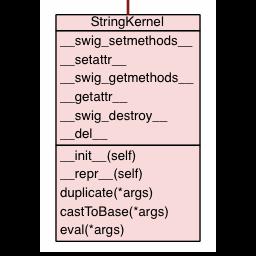 StringKernel
__swig_setmethods__
__setattr__
__swig_getmethods__
__getattr__
__swig_destroy__
__del__
__init__(self)
__repr__(self)
duplicate(*args)
castToBase(*args)
eval(*args)